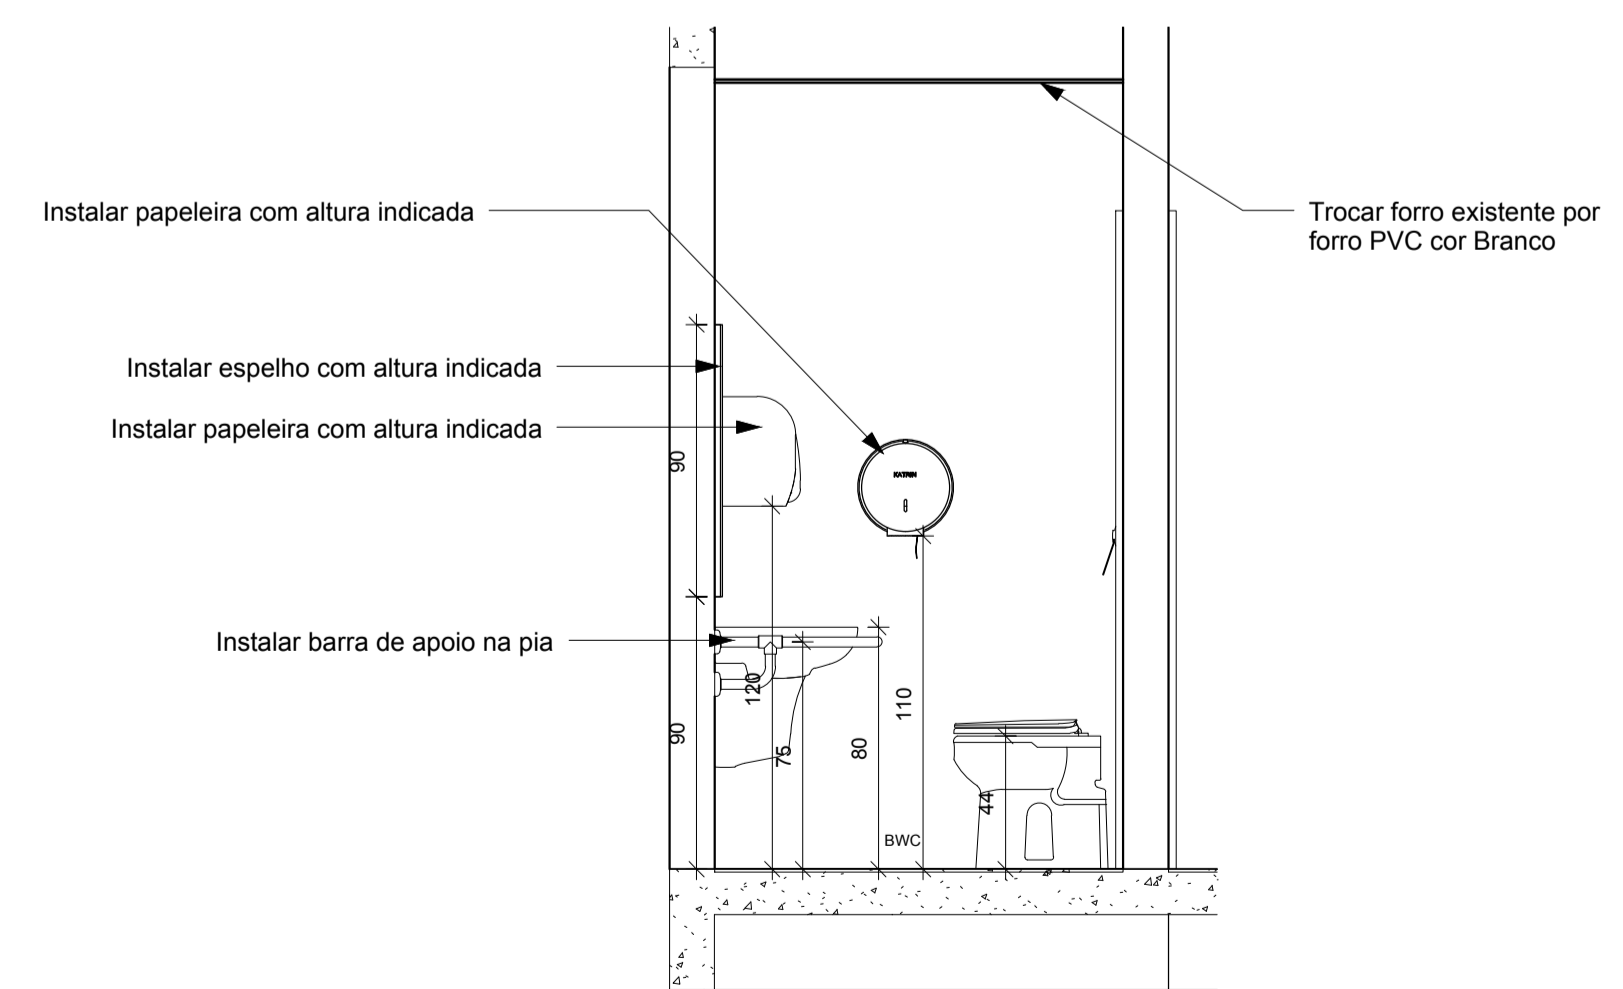 Instalar papeleira com altura indicada
Trocar forro existente por
forro PVC cor Branco
Instalar espelho com altura indicada
Instalar papeleira com altura indicada
90
KATRIN
Instalar barra de apoio na pia
120
110
90
75
80
44
BWC